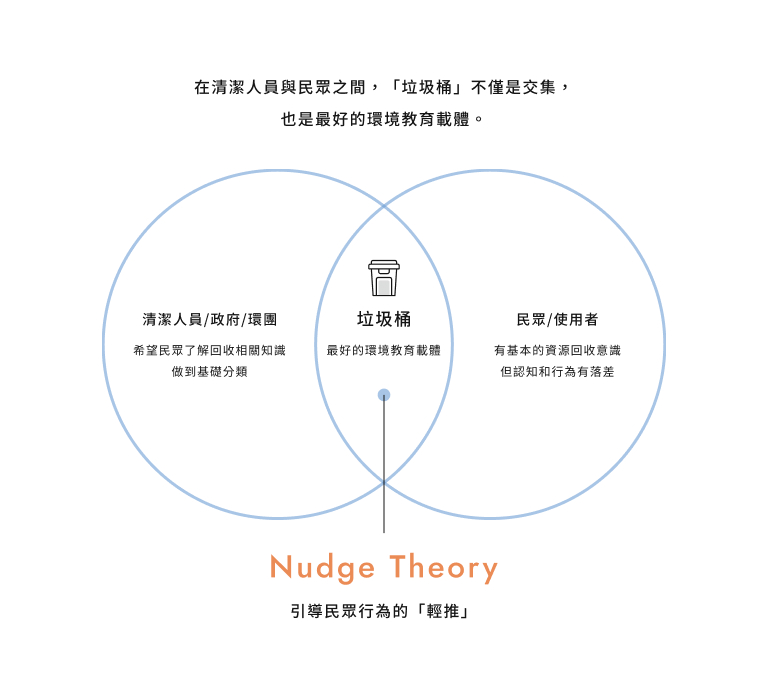 在清潔人員與民眾之間，「垃圾桶」不僅是交集，
也是最好的環境教育載體。
清潔人員/政府/環團
希望民眾了解回收相關知識
做到基礎分類
垃圾桶
最好的環境教育載體
民眾/使用者
有基本的資源回收意識
但認知和行為有落差
Nudge Theory
引導民眾行為的「輕推」